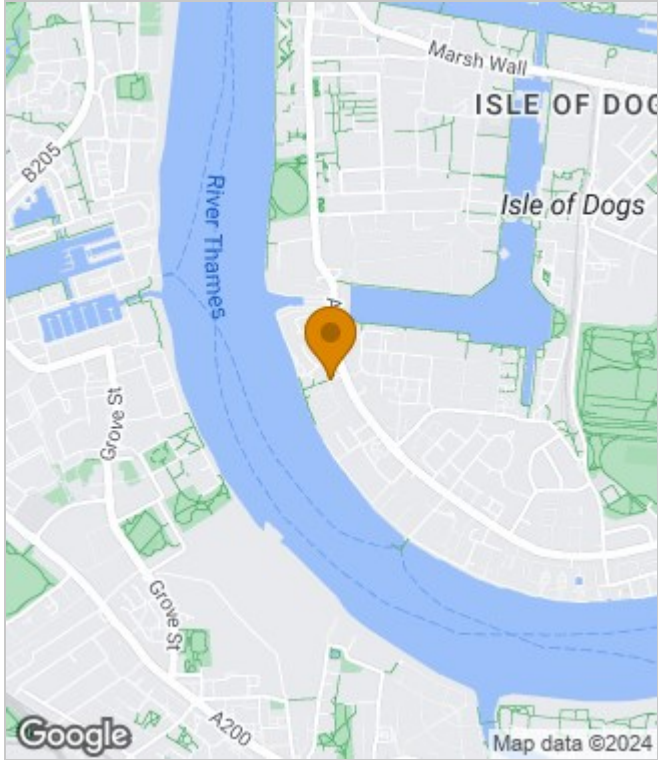 Marsh Wall
ISLE OF DOG
B205
Isle of Dogs
River Thames
A
Grove St
Grove St
A200
Google
Map data ©2024